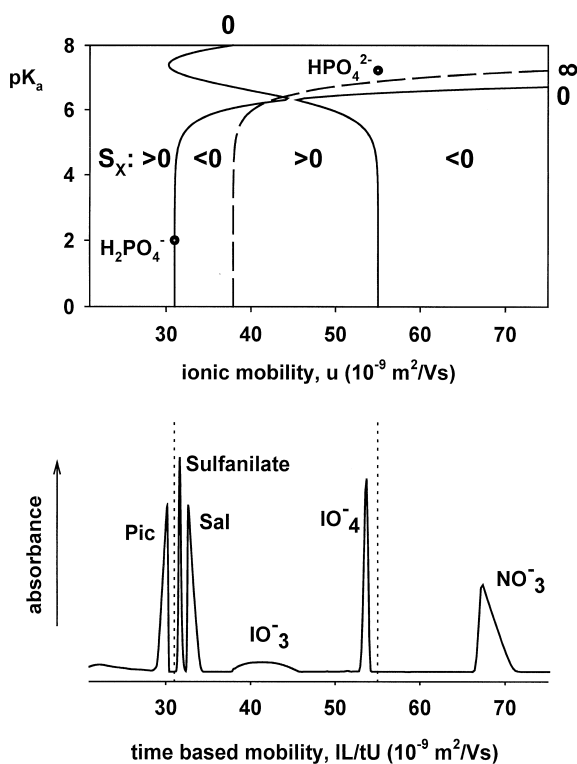 0
8
pKₐ
HPO₄²⁻
∞
0
6
Sₓ: >0 <0 >0 <0
4
H₂PO₄⁻
2
0
30 40 50 60 70
ionic mobility, u (10⁻⁹ m²/Vs)
absorbance
Sulfanilate
Pic
Sal
IO⁻₄
IO⁻₃
NO⁻₃
30 40 50 60 70
time based mobility, lL/tU (10⁻⁹ m²/Vs)